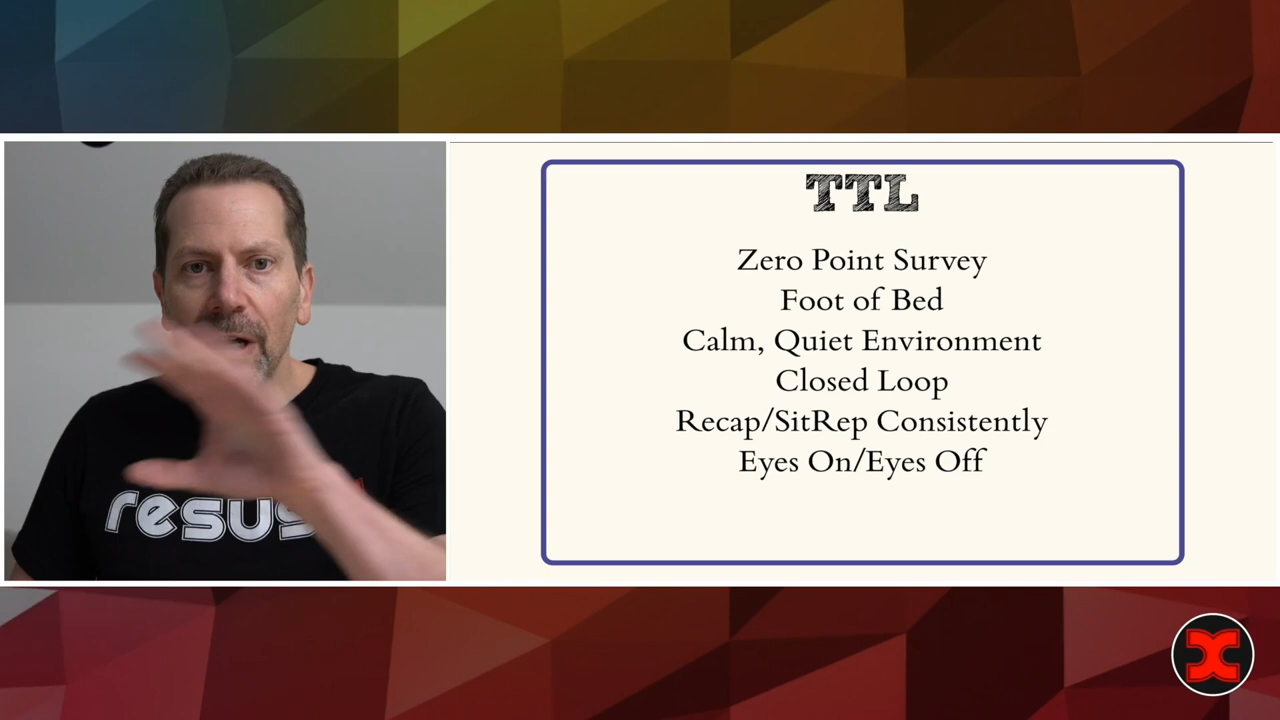 TTL
Zero Point Survey
Foot of Bed
Calm, Quiet Environment
Closed Loop
Recap/SitRep Consistently
Eyes On/Eyes Off
resus